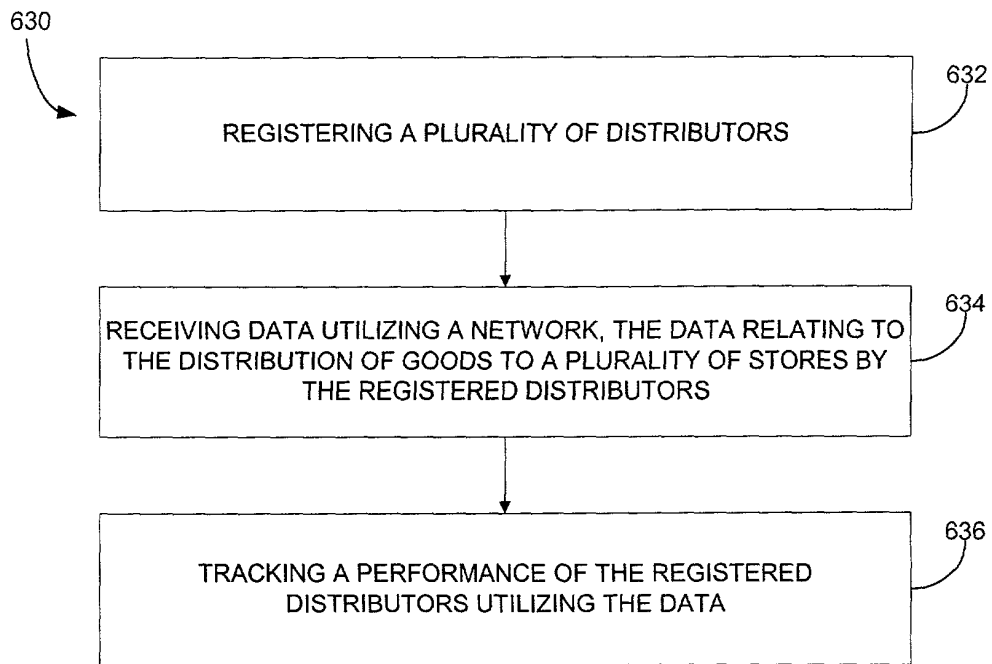 630
632
REGISTERING A PLURALITY OF DISTRIBUTORS
634
RECEIVING DATA UTILIZING A NETWORK, THE DATA RELATING TO
THE DISTRIBUTION OF GOODS TO A PLURALITY OF STORES BY
THE REGISTERED DISTRIBUTORS
636
TRACKING A PERFORMANCE OF THE REGISTERED
DISTRIBUTORS UTILIZING THE DATA